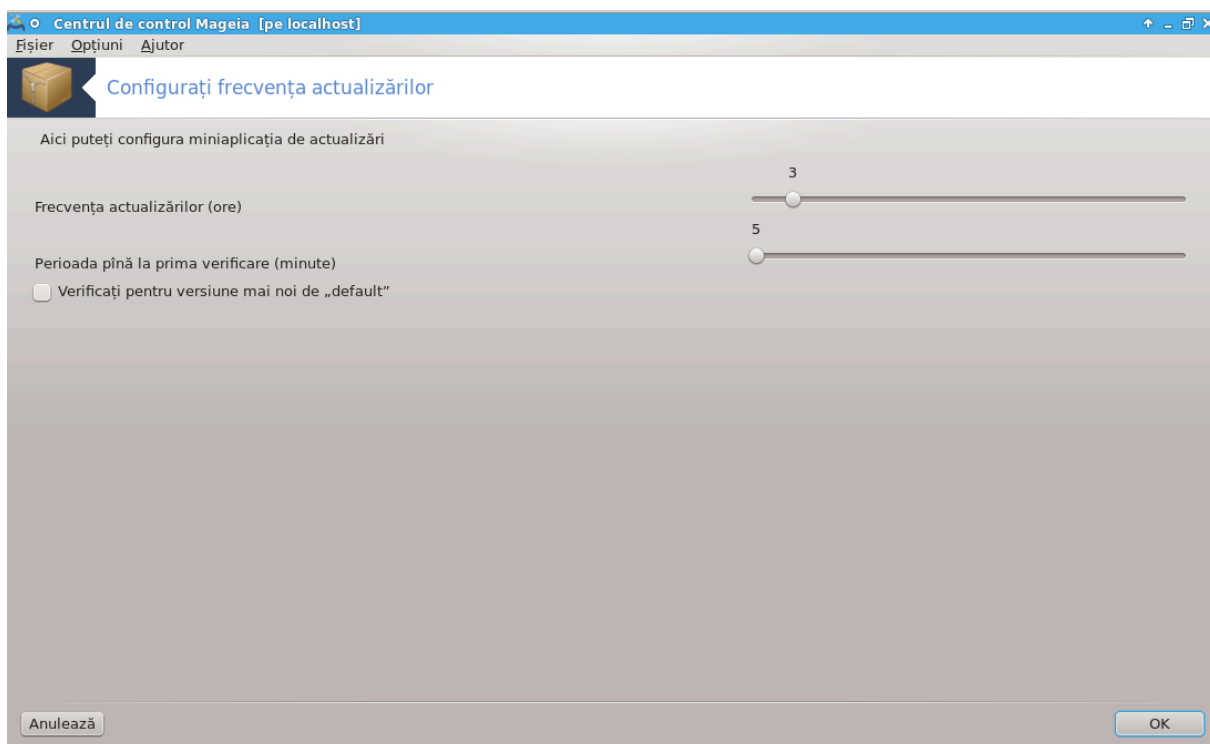 Centrul de control Mageia [pe localhost]
Fișier Opțiuni Ajutor
Configurați frecvența actualizărilor
Aici puteți configura miniaplicația de actualizări
3
Frecvența actualizărilor (ore)
5
Perioada pînă la prima verificare (minute)
Verificați pentru versiune mai noi de „default”
Anulează OK